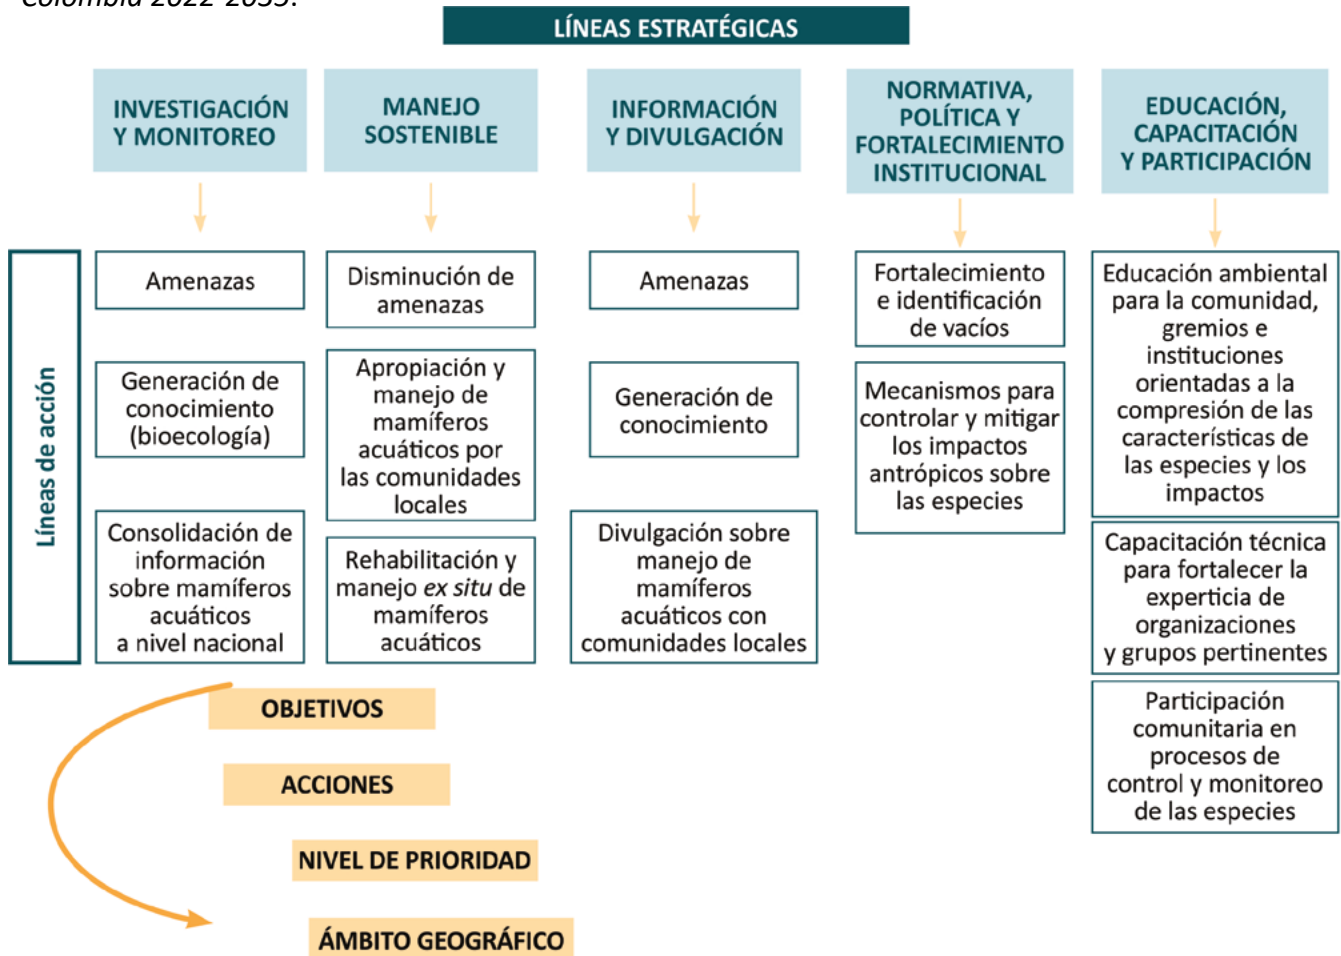 Colombia 2022-2035.
LÍNEAS ESTRATÉGICAS
INVESTIGACIÓN
Y MONITOREO
MANEJO
SOSTENIBLE
INFORMACIÓN
Y DIVULGACIÓN
NORMATIVA,
POLÍTICA Y
FORTALECIMIENTO
INSTITUCIONAL
EDUCACIÓN,
CAPACITACIÓN
Y PARTICIPACIÓN
Líneas de acción
Amenazas
Generación de
conocimiento
(bioecología)
Consolidación de
información
sobre mamíferos
acuáticos
a nivel nacional
Disminución de
amenazas
Apropiación y
manejo de
mamíferos
acuáticos por
las comunidades
locales
Rehabilitación y
manejo ex situ de
mamíferos
acuáticos
Amenazas
Generación de
conocimiento
Divulgación sobre
manejo de
mamíferos
acuáticos con
comunidades locales
Fortalecimiento
e identificación
de vacíos
Mecanismos para
controlar y mitigar
los impactos
antrópicos sobre
las especies
Educación ambiental
para la comunidad,
gremios e
instituciones
orientadas a la
compresión de las
características de
las especies y los
impactos
Capacitación técnica
para fortalecer la
experticia de
organizaciones
y grupos pertinentes
Participación
comunitaria en
procesos de
control y monitoreo
de las especies
OBJETIVOS
ACCIONES
NIVEL DE PRIORIDAD
ÁMBITO GEOGRÁFICO